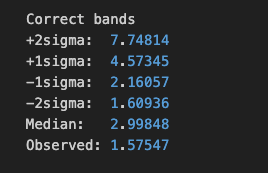 Correct bands
+2sigma:  7.74814
+1sigma:  4.57345
-1sigma:  2.16057
-2sigma:  1.60936
Median:   2.99848
Observed: 1.57547